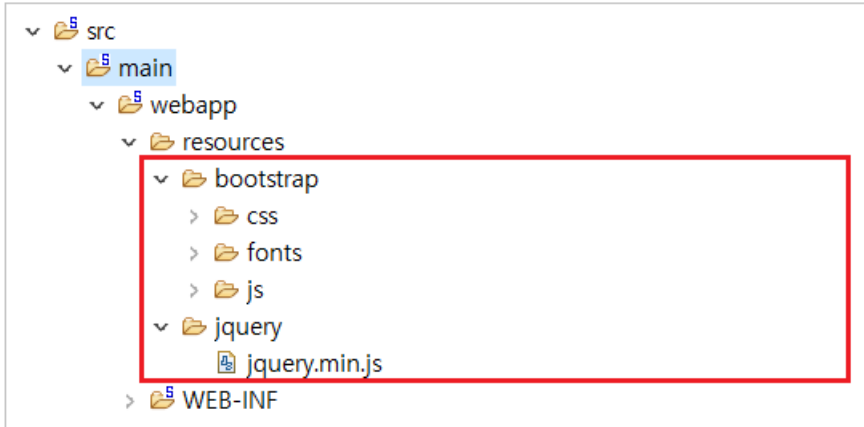 src
main
webapp
resources
bootstrap
css
fonts
js
jquery
jquery.min.js
WEB-INF